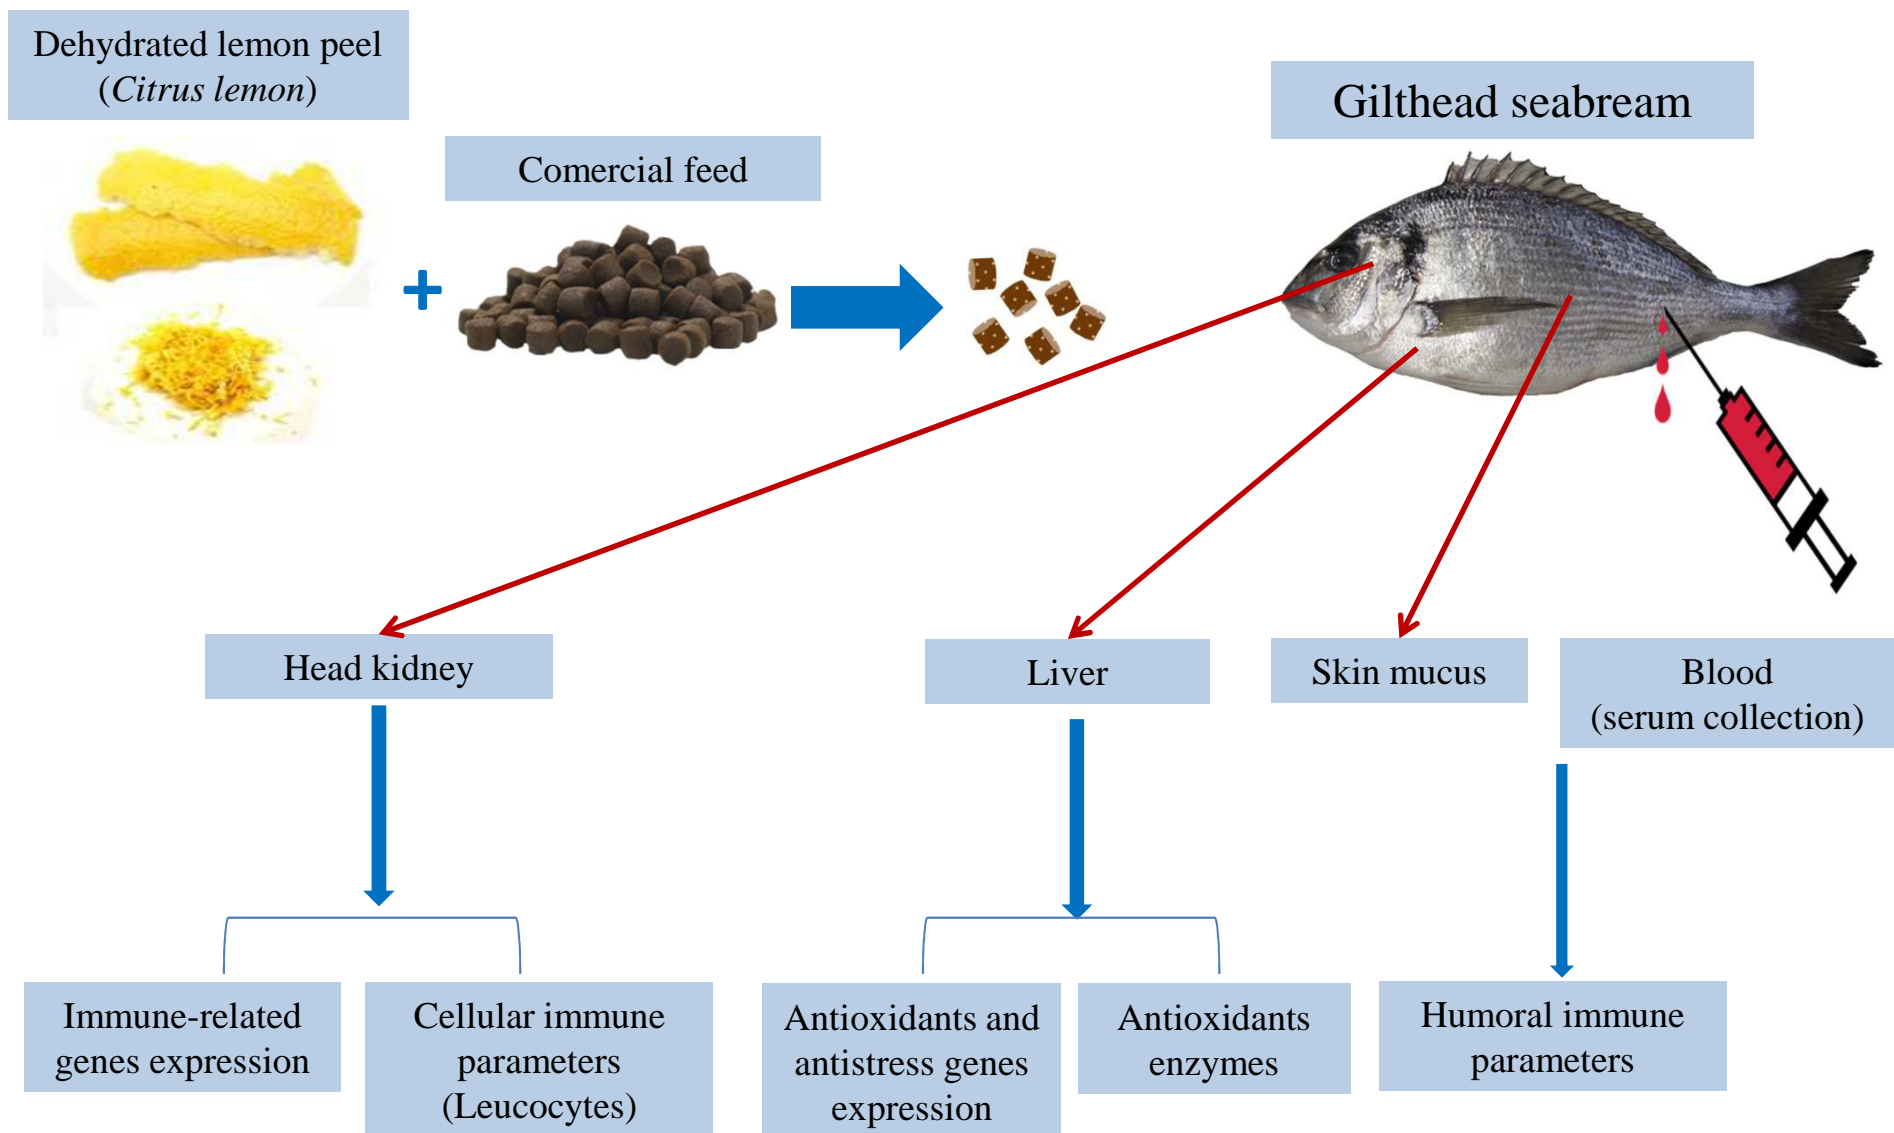 Dehydrated lemon peel
(Citrus lemon)
Comercial feed
Gilthead seabream
Head kidney
Liver
Skin mucus
Blood
(serum collection)
Immune-related
genes expression
Cellular immune
parameters
(Leucocytes)
Antioxidants and
antistress genes
expression
Antioxidants
enzymes
Humoral immune
parameters